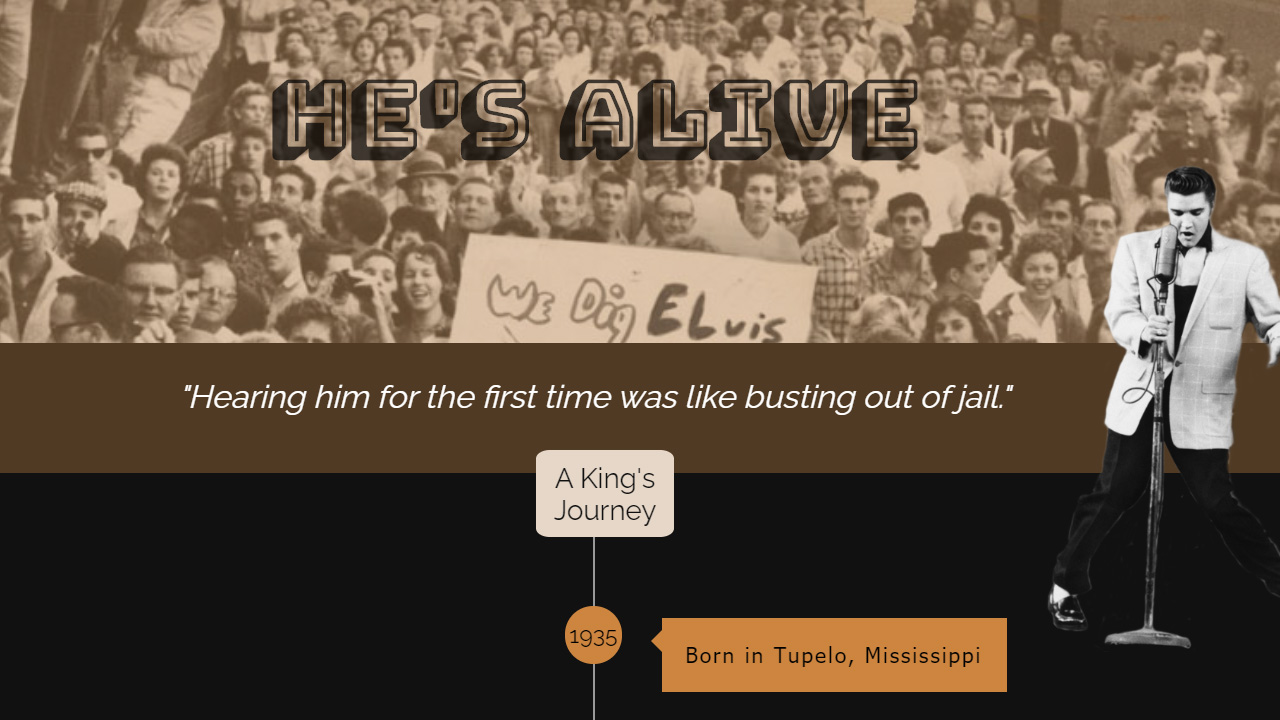 HE'S ALIVE
We Dig ELvis
"Hearing him for the first time was like busting out of jail."
A King's
Journey
1935
Born in Tupelo, Mississippi